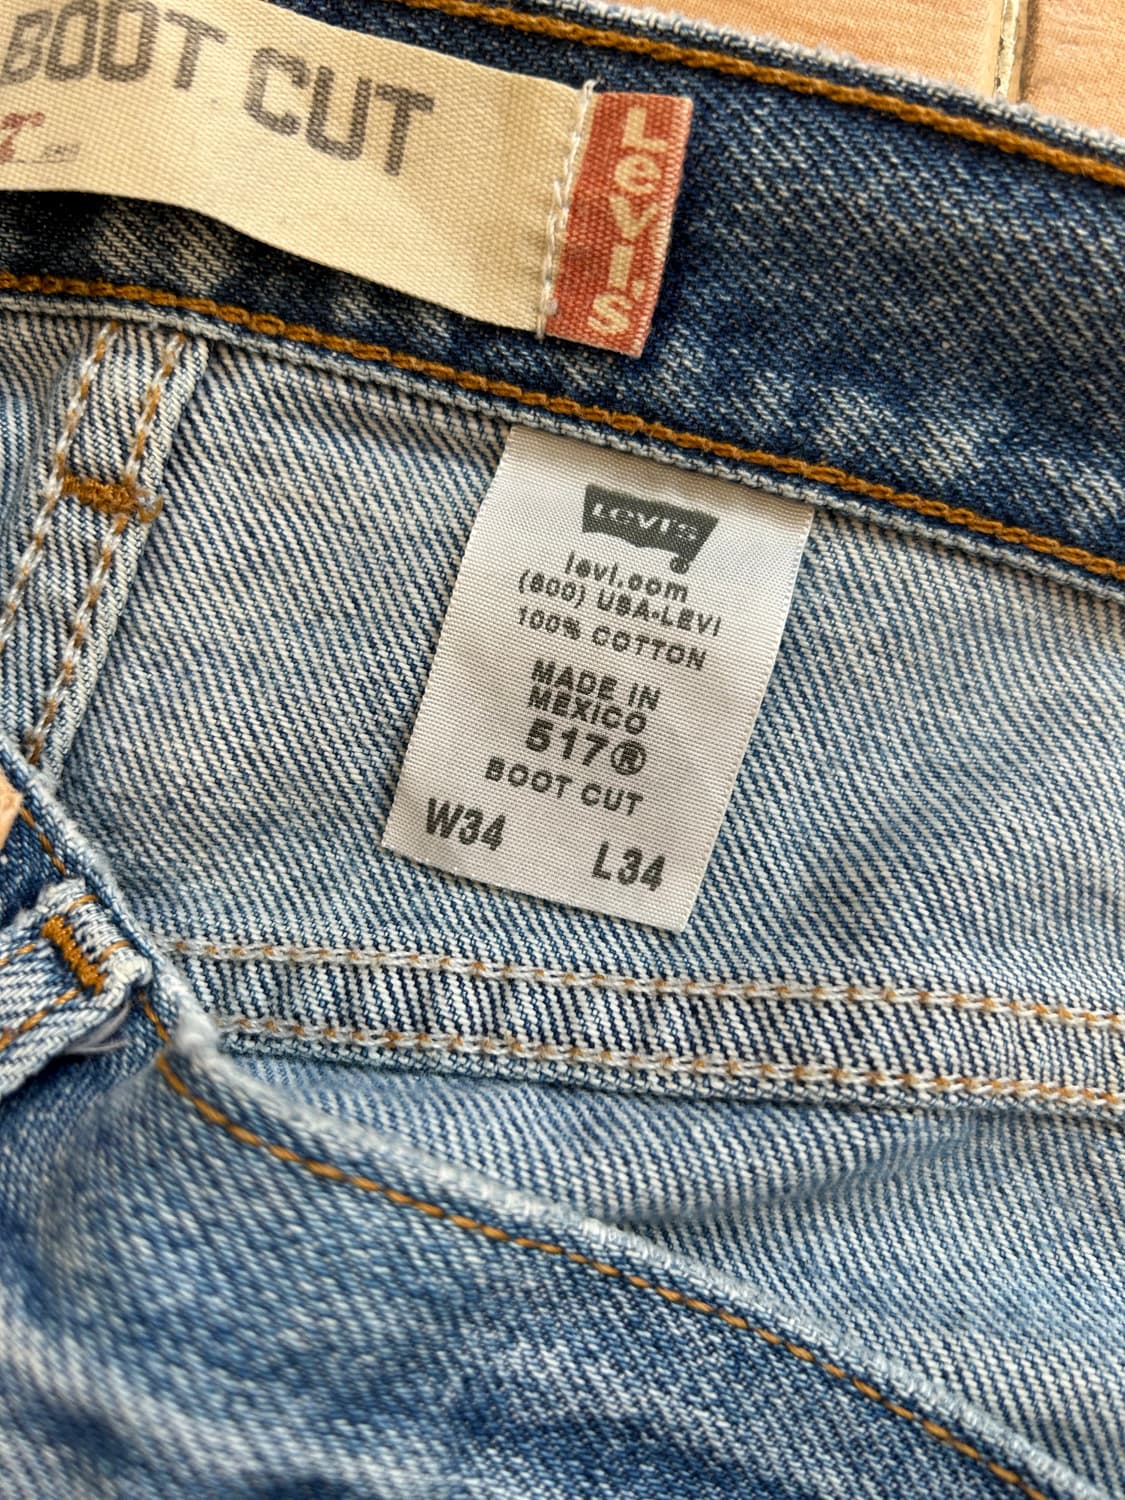 BOOT CUT
LEVI'S
LEVI'S
levi.com
(800) USA-LEVI
100% COTTON
MADE IN
MEXICO
517®
BOOT CUT
W34
L34